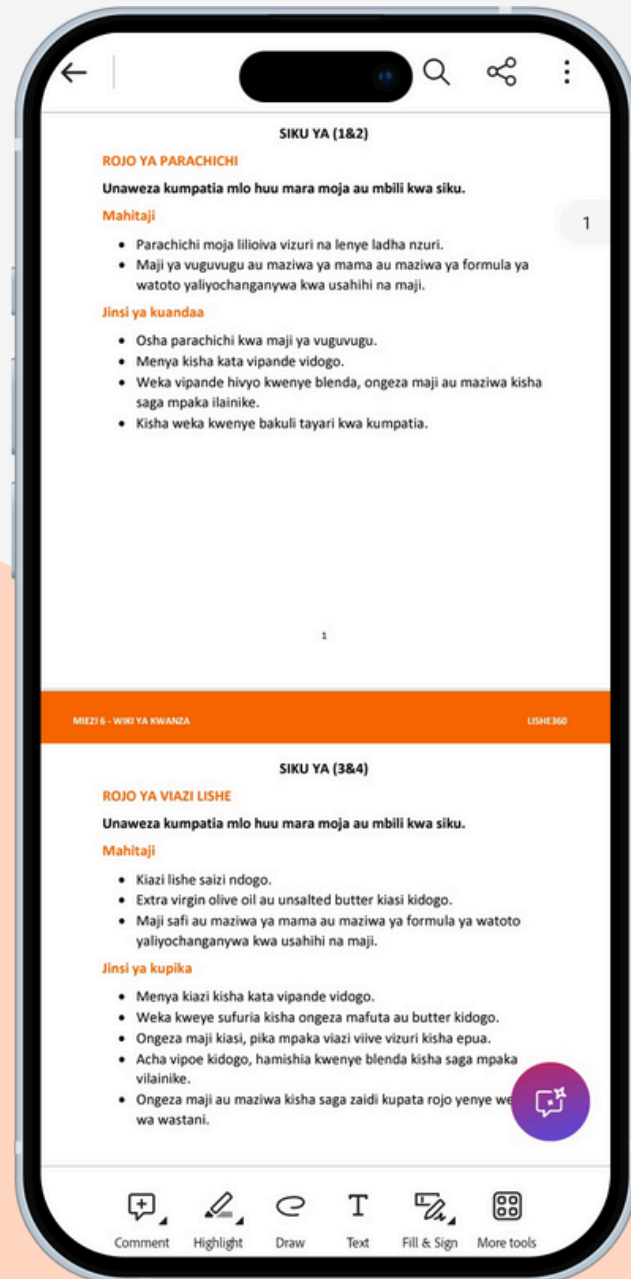 SIKU YA (1&2)
ROJO YA PARACHICHI
Unaweza kumpatia mlo huu mara moja au mbili kwa siku.
Mahitaji
1
• Parachichi moja lilioiva vizuri na lenye ladha nzuri.
• Maji ya vuguvugu au maziwa ya mama au maziwa ya formula ya
watoto yaliyochanganywa kwa usahihi na maji.
Jinsi ya kuandaa
• Osha parachichi kwa maji ya vuguvugu.
• Menya kisha kata vipande vidogo.
• Weka vipande hivyo kwenye blenda, ongeza maji au maziwa kisha
saga mpaka ilainike.
• Kisha weka kwenye bakuli tayari kwa kumpatia.
1
MIEZI 6 - WIKI YA KWANZA LISHE360
SIKU YA (3&4)
ROJO YA VIAZI LISHE
Unaweza kumpatia mlo huu mara moja au mbili kwa siku.
Mahitaji
• Kiazi lishe saizi ndogo.
• Extra virgin olive oil au unsalted butter kiasi kidogo.
• Maji safi au maziwa ya mama au maziwa ya formula ya watoto
yaliyochanganywa kwa usahihi na maji.
Jinsi ya kupika
• Menya kiazi kisha kata vipande vidogo.
• Weka kweye sufuria kisha ongeza mafuta au butter kidogo.
• Ongeza maji kiasi, pika mpaka viazi viive vizuri kisha epua.
• Acha vipoe kidogo, hamishia kwenye blenda kisha saga mpaka
vilainike.
• Ongeza maji au maziwa kisha saga zaidi kupata rojo yenye
wa wastani.
Comment Highlight Draw Text Fill & Sign More tools